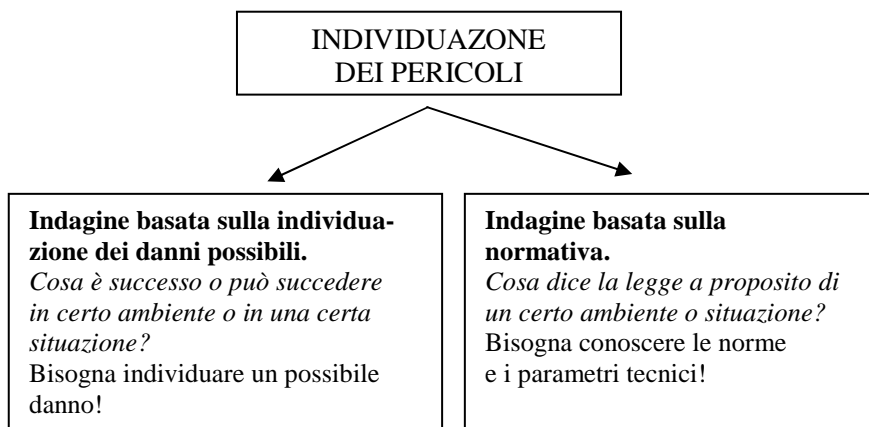 INDIVIDUAZONE
DEI PERICOLI
Indagine basata sulla individua-
zione dei danni possibili.
Cosa è successo o può succedere
in certo ambiente o in una certa
situazione?
Bisogna individuare un possibile
danno!
Indagine basata sulla
normativa.
Cosa dice la legge a proposito di
un certo ambiente o situazione?
Bisogna conoscere le norme
e i parametri tecnici!